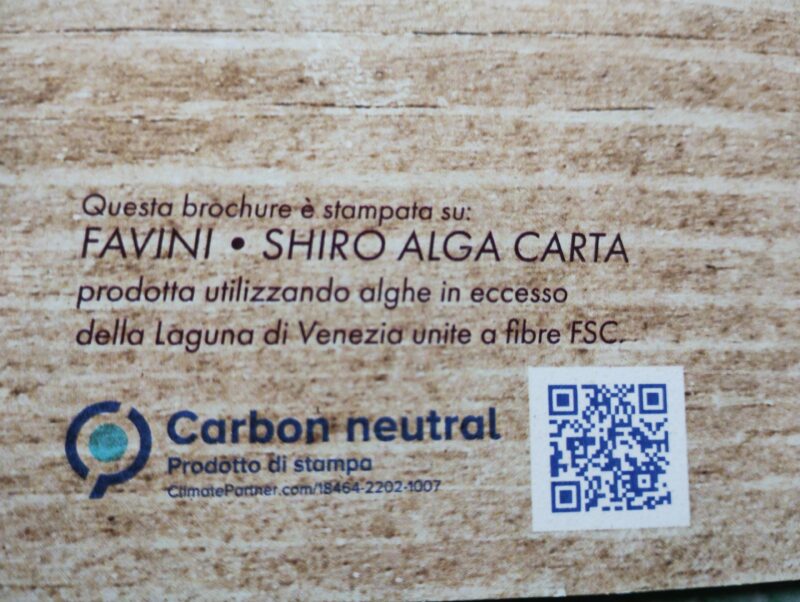 Questa brochure è stampata su:
FAVINI • SHIRO ALGA CARTA
prodotta utilizzando alghe in eccesso
della Laguna di Venezia unite a fibre FSC.
Carbon neutral
Prodotto di stampa
ClimatePartner.com/18464-2202-1007